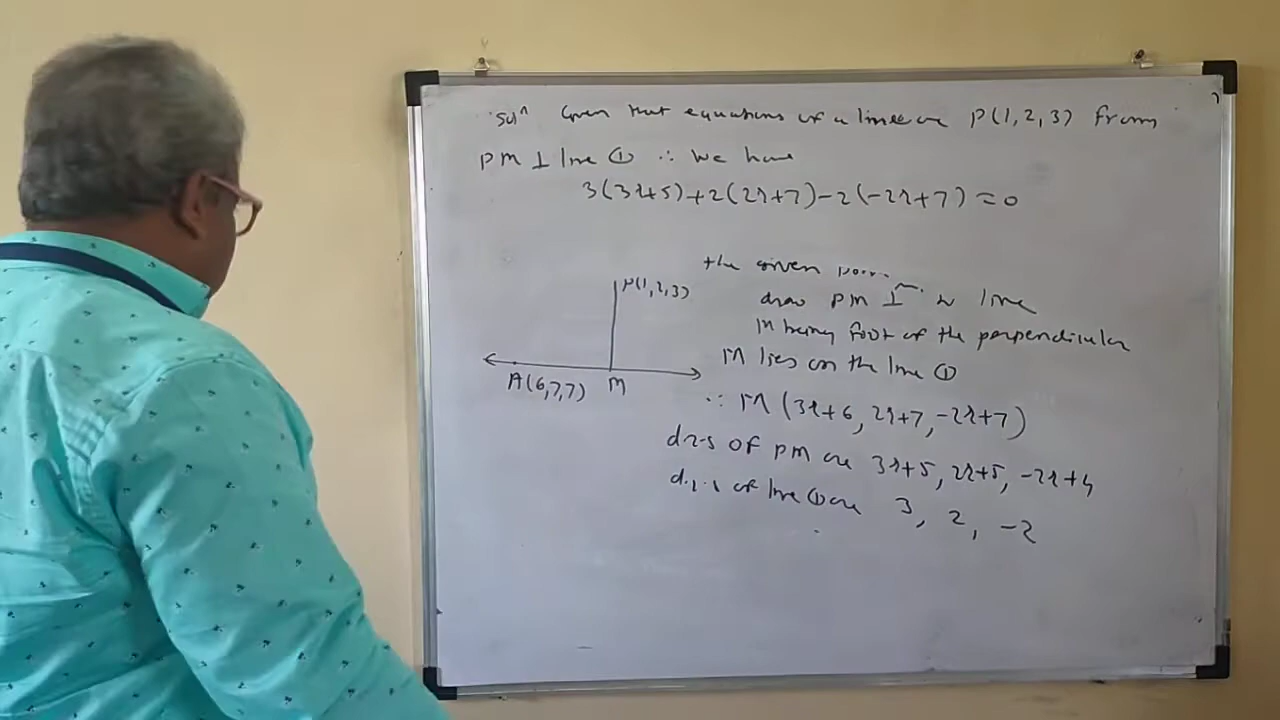 Solⁿ Given that equations of a line are P(1, 2, 3) from
PM ⊥ line ① ∴ we have
3(3λ+5)+2(2λ+7)-2(-2λ+7)=0
the given
P(1,2,3)
draw PM ⊥ line
M being foot of the perpendicular
M lies on the line ①
A(6,7,7) M
∴ M (3λ+6, 2λ+7, -2λ+7)
d.r.s of PM are 3λ+5, 2λ+5, -2λ+4
d.r.s of line ① are 3, 2, -2